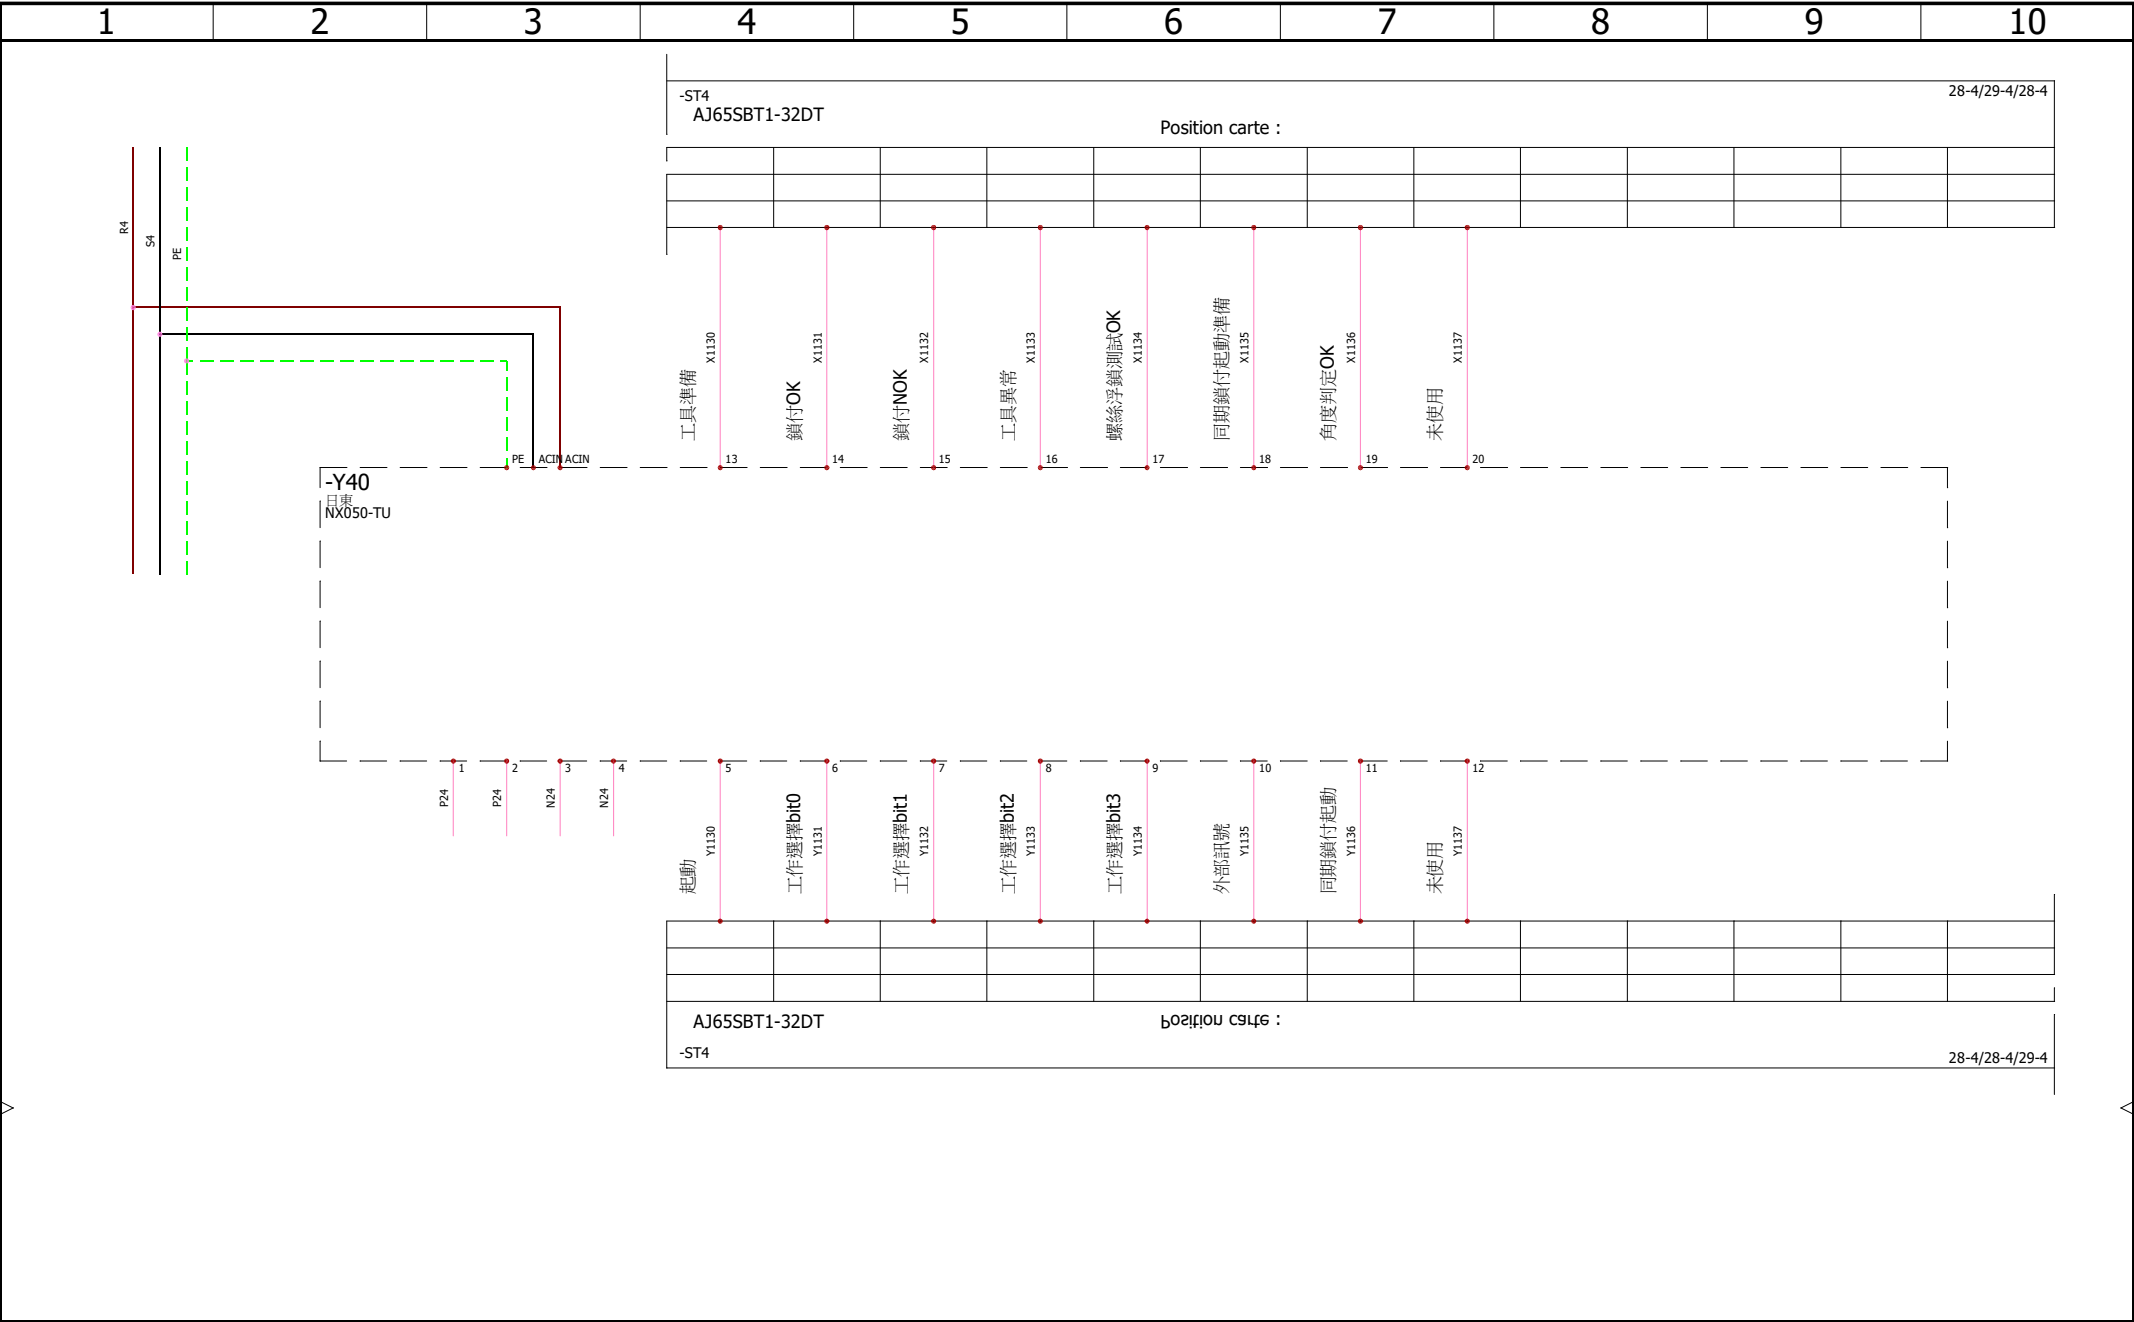 1 2 3 4 5 6 7 8 9 10
-ST4
28-4/29-4/28-4
AJ65SBT1-32DT
Position carte :
R4
S4
PE
工具準備
X1130
鎖付OK
X1131
鎖付NOK
X1132
工具異常
X1133
螺絲浮鎖測試OK
X1134
同期鎖付起動準備
X1135
角度判定OK
X1136
未使用
X1137
PE ACIN ACIN 13 14 15 16 17 18 19 20
-Y40
日東
NX050-TU
1 2 3 4 5 6 7 8 9 10 11 12
P24
P24
N24
N24
起動
Y1130
工作選擇bit0
Y1131
工作選擇bit1
Y1132
工作選擇bit2
Y1133
工作選擇bit3
Y1134
外部訊號
Y1135
同期鎖付起動
Y1136
未使用
Y1137
AJ65SBT1-32DT
Position carte :
-ST4
28-4/28-4/29-4